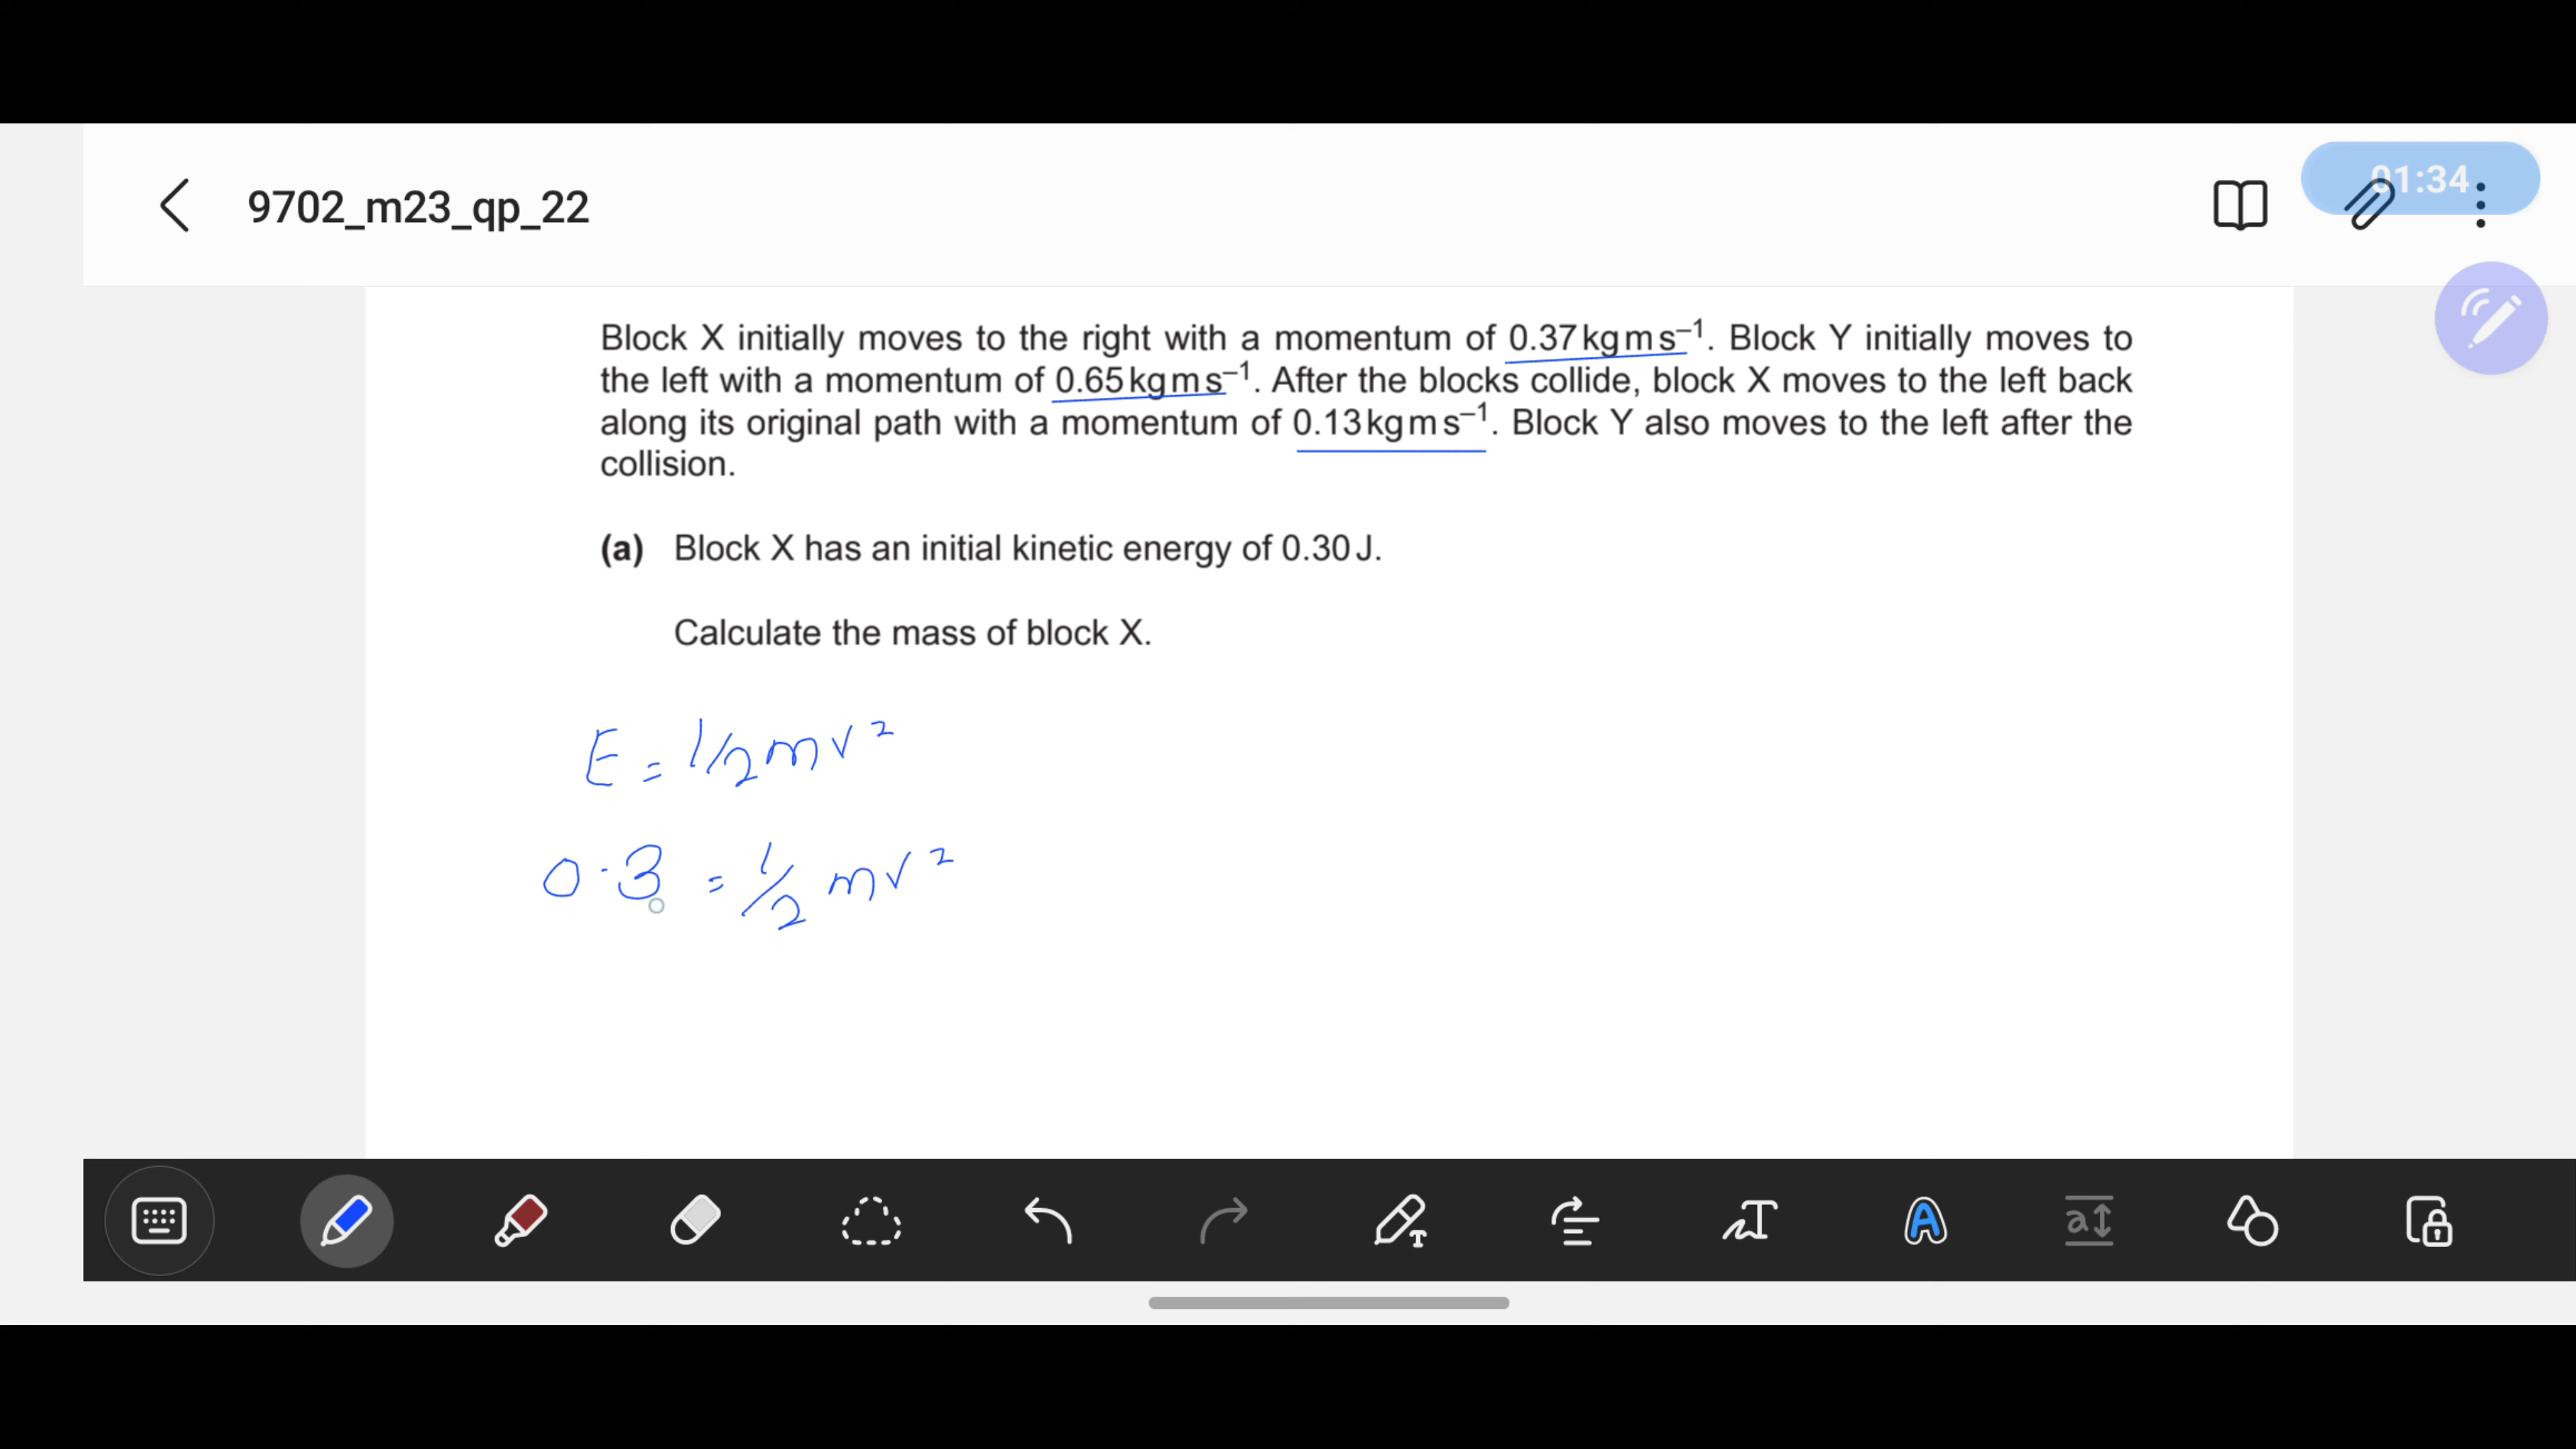 9702_m23_qp_22
01:34
Block X initially moves to the right with a momentum of 0.37 kg m s⁻¹. Block Y initially moves to
the left with a momentum of 0.65 kg m s⁻¹. After the blocks collide, block X moves to the left back
along its original path with a momentum of 0.13 kg m s⁻¹. Block Y also moves to the left after the
collision.
(a) Block X has an initial kinetic energy of 0.30 J.
Calculate the mass of block X.
E = 1/2 mv²
0.3 = 1/2 mv²